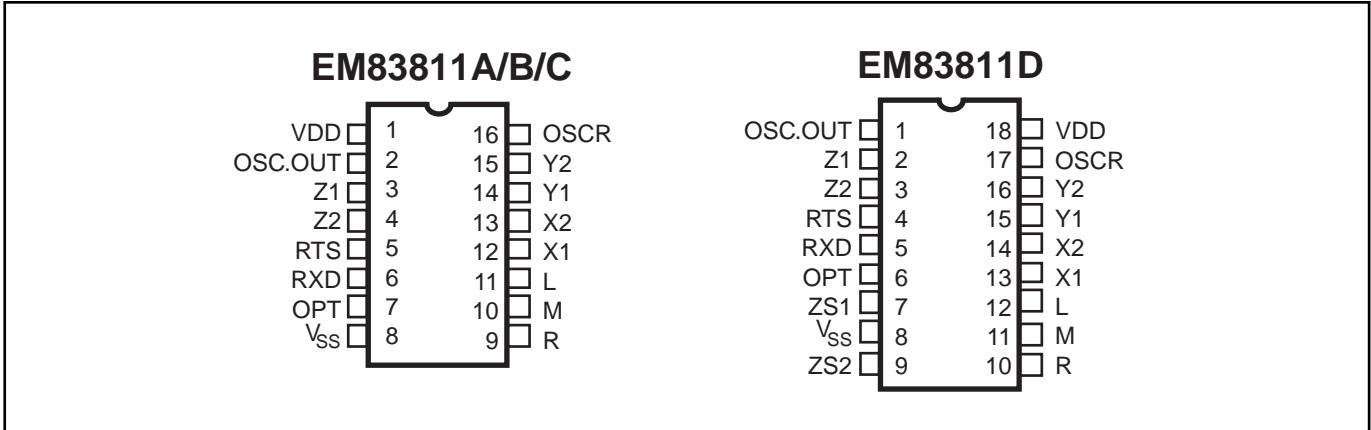 EM83811A/B/C
VDD 1 16 OSCR
OSC.OUT 2 15 Y2
Z1 3 14 Y1
Z2 4 13 X2
RTS 5 12 X1
RXD 6 11 L
OPT 7 10 M
VSS 8 9 R
EM83811D
OSC.OUT 1 18 VDD
Z1 2 17 OSCR
Z2 3 16 Y2
RTS 4 15 Y1
RXD 5 14 X2
OPT 6 13 X1
ZS1 7 12 L
VSS 8 11 M
ZS2 9 10 R